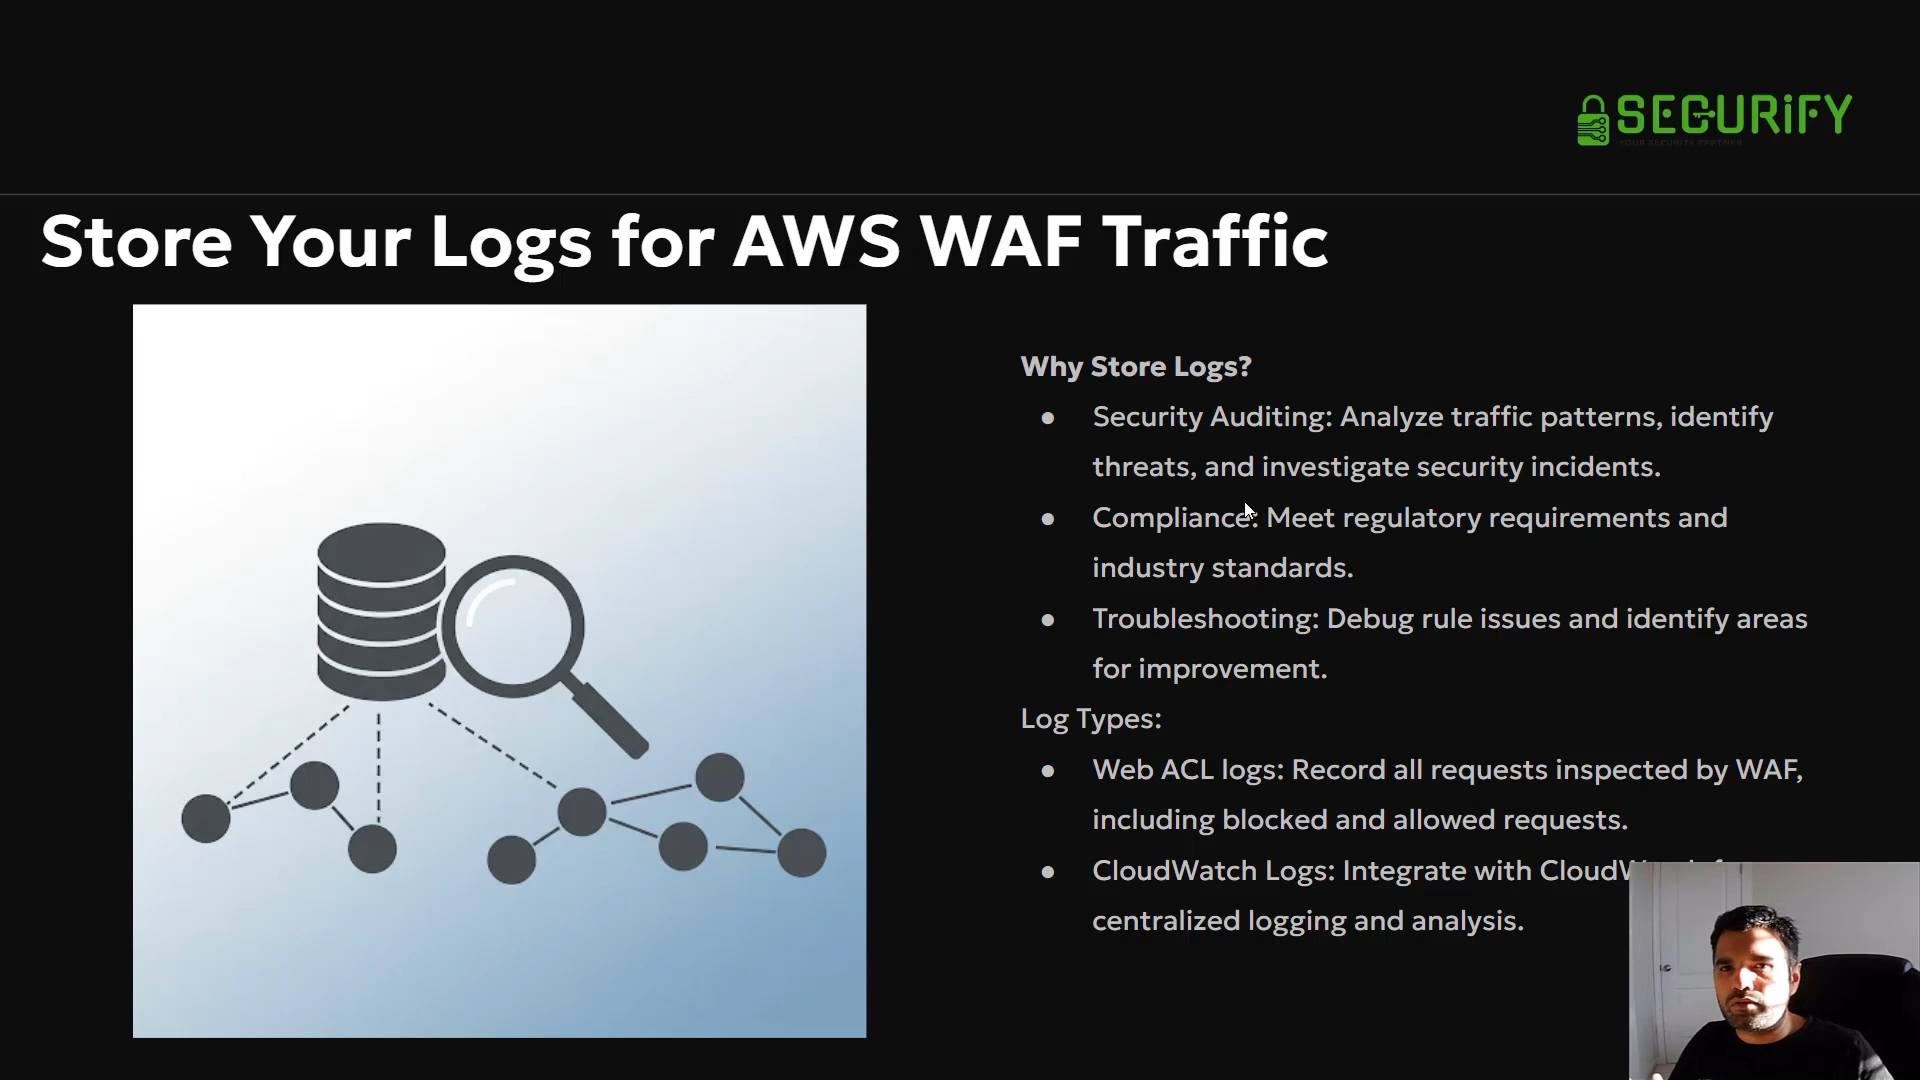 SECURiFY
YOUR SECURITY PARTNER
Store Your Logs for AWS WAF Traffic
Why Store Logs?
● Security Auditing: Analyze traffic patterns, identify
threats, and investigate security incidents.
● Compliance: Meet regulatory requirements and
industry standards.
● Troubleshooting: Debug rule issues and identify areas
for improvement.
Log Types:
● Web ACL logs: Record all requests inspected by WAF,
including blocked and allowed requests.
● CloudWatch Logs: Integrate with
centralized logging and analysis.